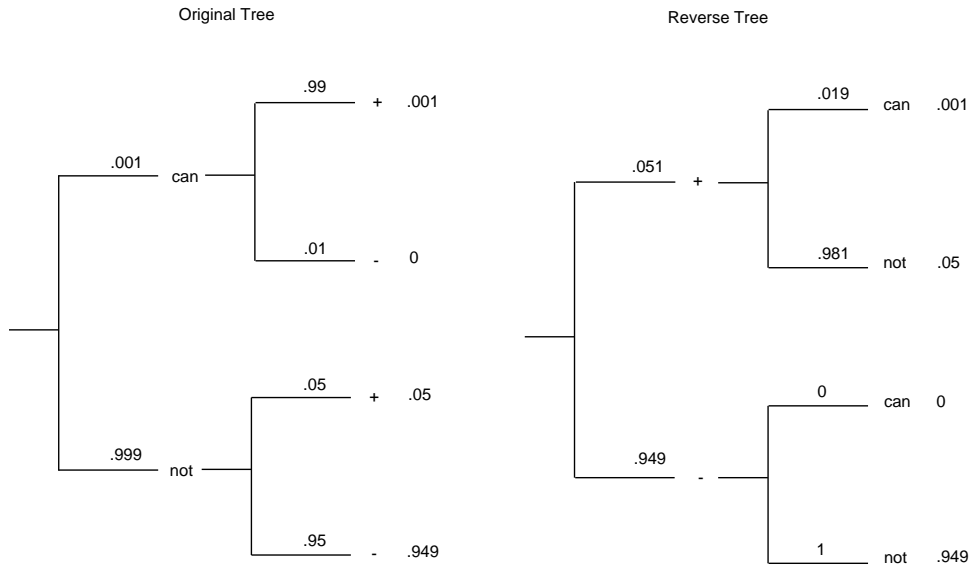 Original Tree
.99
+ .001
.001
can
.01
- 0
.05
+ .05
.999
not
.95
- .949
Reverse Tree
.019
can .001
.051
+
.981
not .05
0
can 0
.949
-
1
not .949